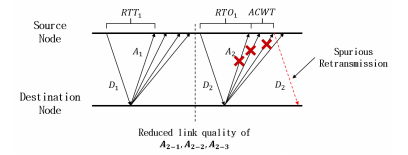 RTT₁ RTO₁ ACWT
Source
Node
A₁ A₂
Spurious
Retransmission
D₁ D₂ D₂
Destination
Node
Reduced link quality of
A₂₋₁, A₂₋₂, A₂₋₃